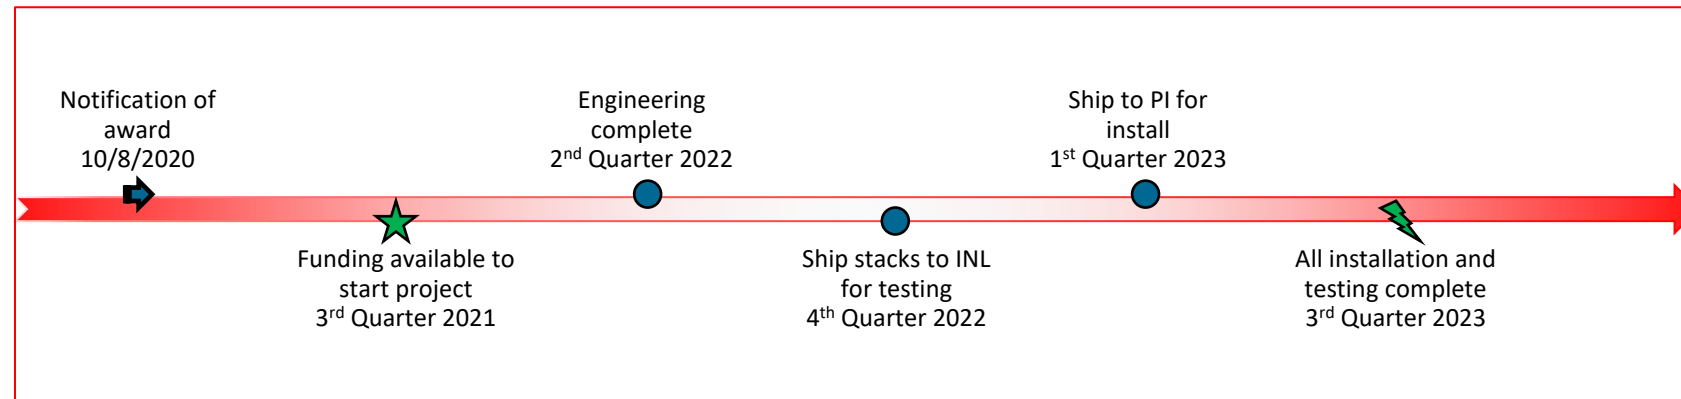 Notification of
award
10/8/2020
Funding available to
start project
3rd Quarter 2021
Engineering
complete
2nd Quarter 2022
Ship stacks to INL
for testing
4th Quarter 2022
Ship to PI for
install
1st Quarter 2023
All installation and
testing complete
3rd Quarter 2023